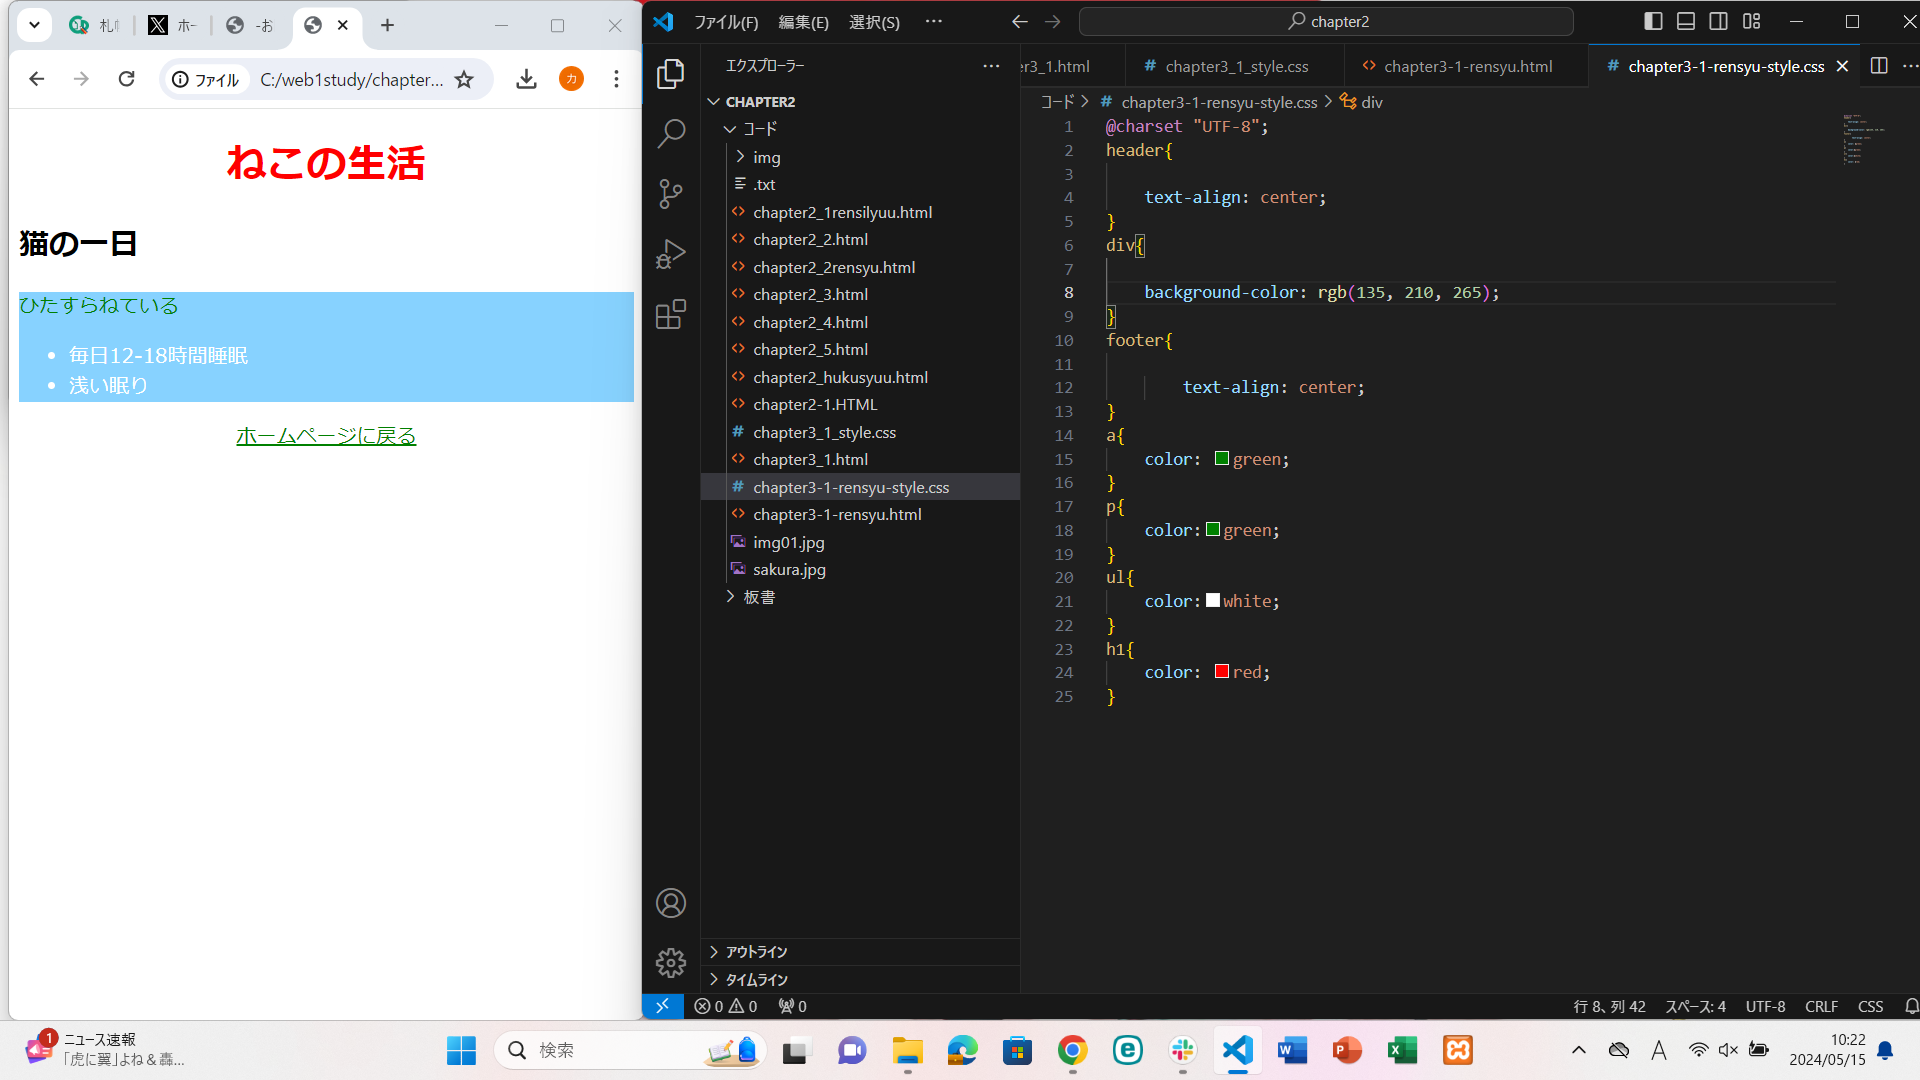 札
ホー
-お
ファイル
C:/web1study/chapter...
カ
ねこの生活
猫の一日
ひたすらねている
毎日12-18時間睡眠
浅い眠り
ホームページに戻る
ファイル(F) 編集(E) 選択(S) ...
chapter2
エクスプローラー
CHAPTER2
コード
img
.txt
chapter2_1rensilyuu.html
chapter2_2.html
chapter2_2rensyu.html
chapter2_3.html
chapter2_4.html
chapter2_5.html
chapter2_hukusyuu.html
chapter2-1.HTML
chapter3_1_style.css
chapter3_1.html
chapter3-1-rensyu-style.css
chapter3-1-rensyu.html
img01.jpg
sakura.jpg
板書
アウトライン
タイムライン
er3_1.html
chapter3_1_style.css
chapter3-1-rensyu.html
chapter3-1-rensyu-style.css
コード > # chapter3-1-rensyu-style.css > div
1 @charset "UTF-8";
2 header{
3
4 text-align: center;
5 }
6 div{
7
8 background-color: rgb(135, 210, 265);
9 }
10 footer{
11
12 text-align: center;
13 }
14 a{
15 color: green;
16 }
17 p{
18 color:green;
19 }
20 ul{
21 color:white;
22 }
23 h1{
24 color: red;
25 }
0 0 0
行 8、列 42 スペース: 4 UTF-8 CRLF CSS
1
ニュース速報
「虎に翼」よね＆轟...
検索
A
10:22
2024/05/15